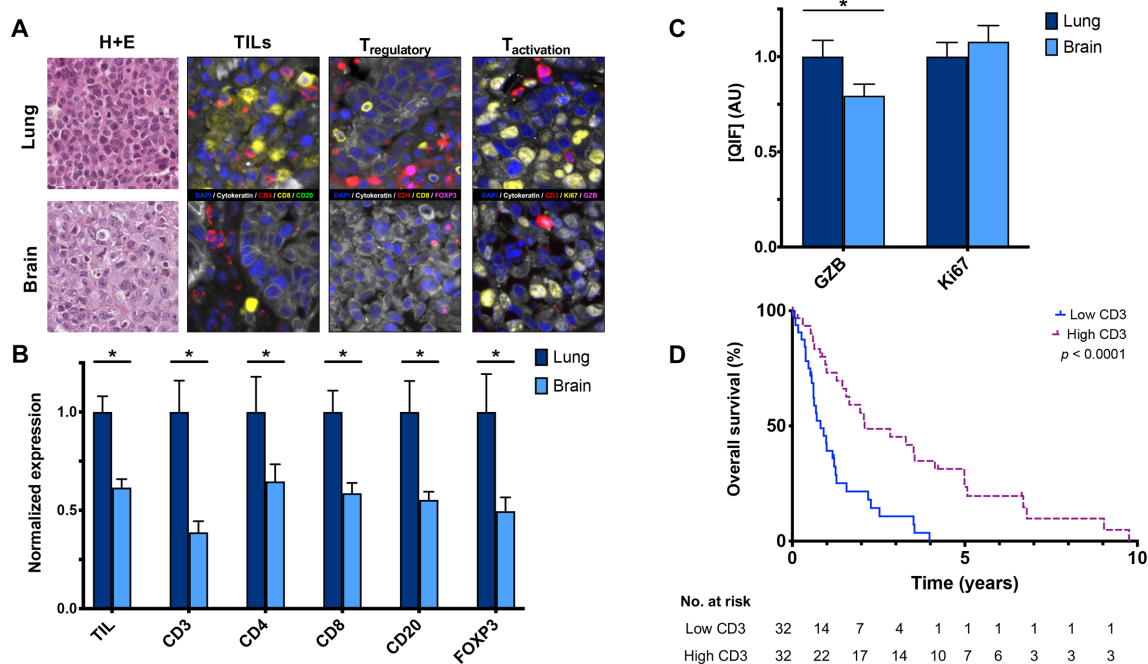 A
H+E
TILs
Tregulatory
Tactivation
Lung
DAPI / Cytokeratin / CD4 / CD8 / CD20
DAPI / Cytokeratin / CD4 / CD8 / FOXP3
DAPI / Cytokeratin / CD3 / Ki67 / GZB
Brain
B
Normalized expression
1.0
0.5
0.0
*
*
*
*
*
*
Lung
Brain
TIL
CD3
CD4
CD8
CD20
FOXP3
C
[QIF] (AU)
1.0
0.5
0.0
*
Lung
Brain
GZB
Ki67
D
Overall survival (%)
100
50
0
Low CD3
High CD3
p < 0.0001
0 5 10
Time (years)
No. at risk
Low CD3 32 14 7 4 1 1 1 1 1 1
High CD3 32 22 17 14 10 7 6 3 3 3